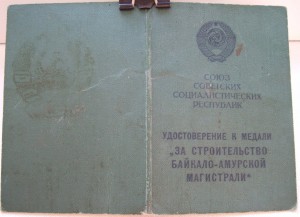 СОЮЗ
СОВЕТСКИХ
СОЦИАЛИСТИЧЕСКИХ
РЕСПУБЛИК
УДОСТОВЕРЕНИЕ К МЕДАЛИ
„ЗА СТРОИТЕЛЬСТВО
БАЙКАЛО-АМУРСКОЙ
МАГИСТРАЛИ“